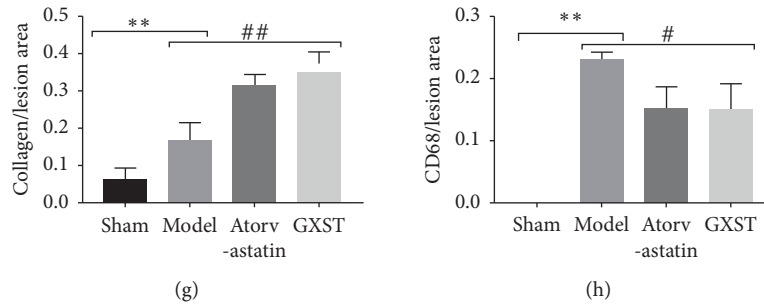 **
##
0.5
0.4
0.3
0.2
0.1
0.0
Collagen/lesion area
Sham Model Atorv -astatin GXST
(g)
**
#
0.3
0.2
0.1
0.0
CD68/lesion area
Sham Model Atorv -astatin GXST
(h)